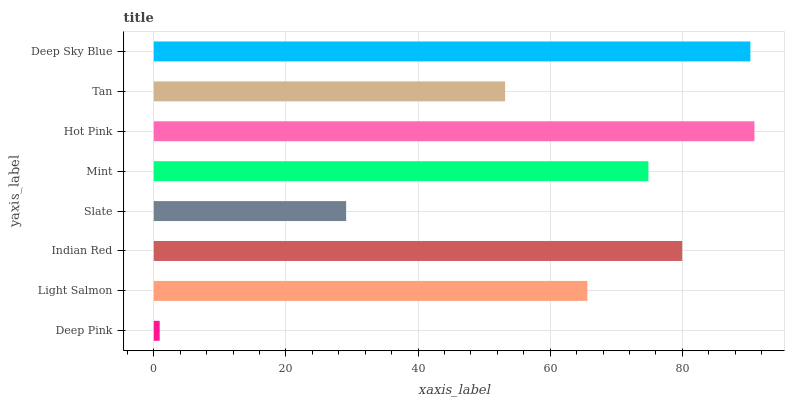 title
Deep Sky Blue
Tan
Hot Pink
Mint
Slate
Indian Red
Light Salmon
Deep Pink
yaxis_label
0 20 40 60 80
xaxis_label